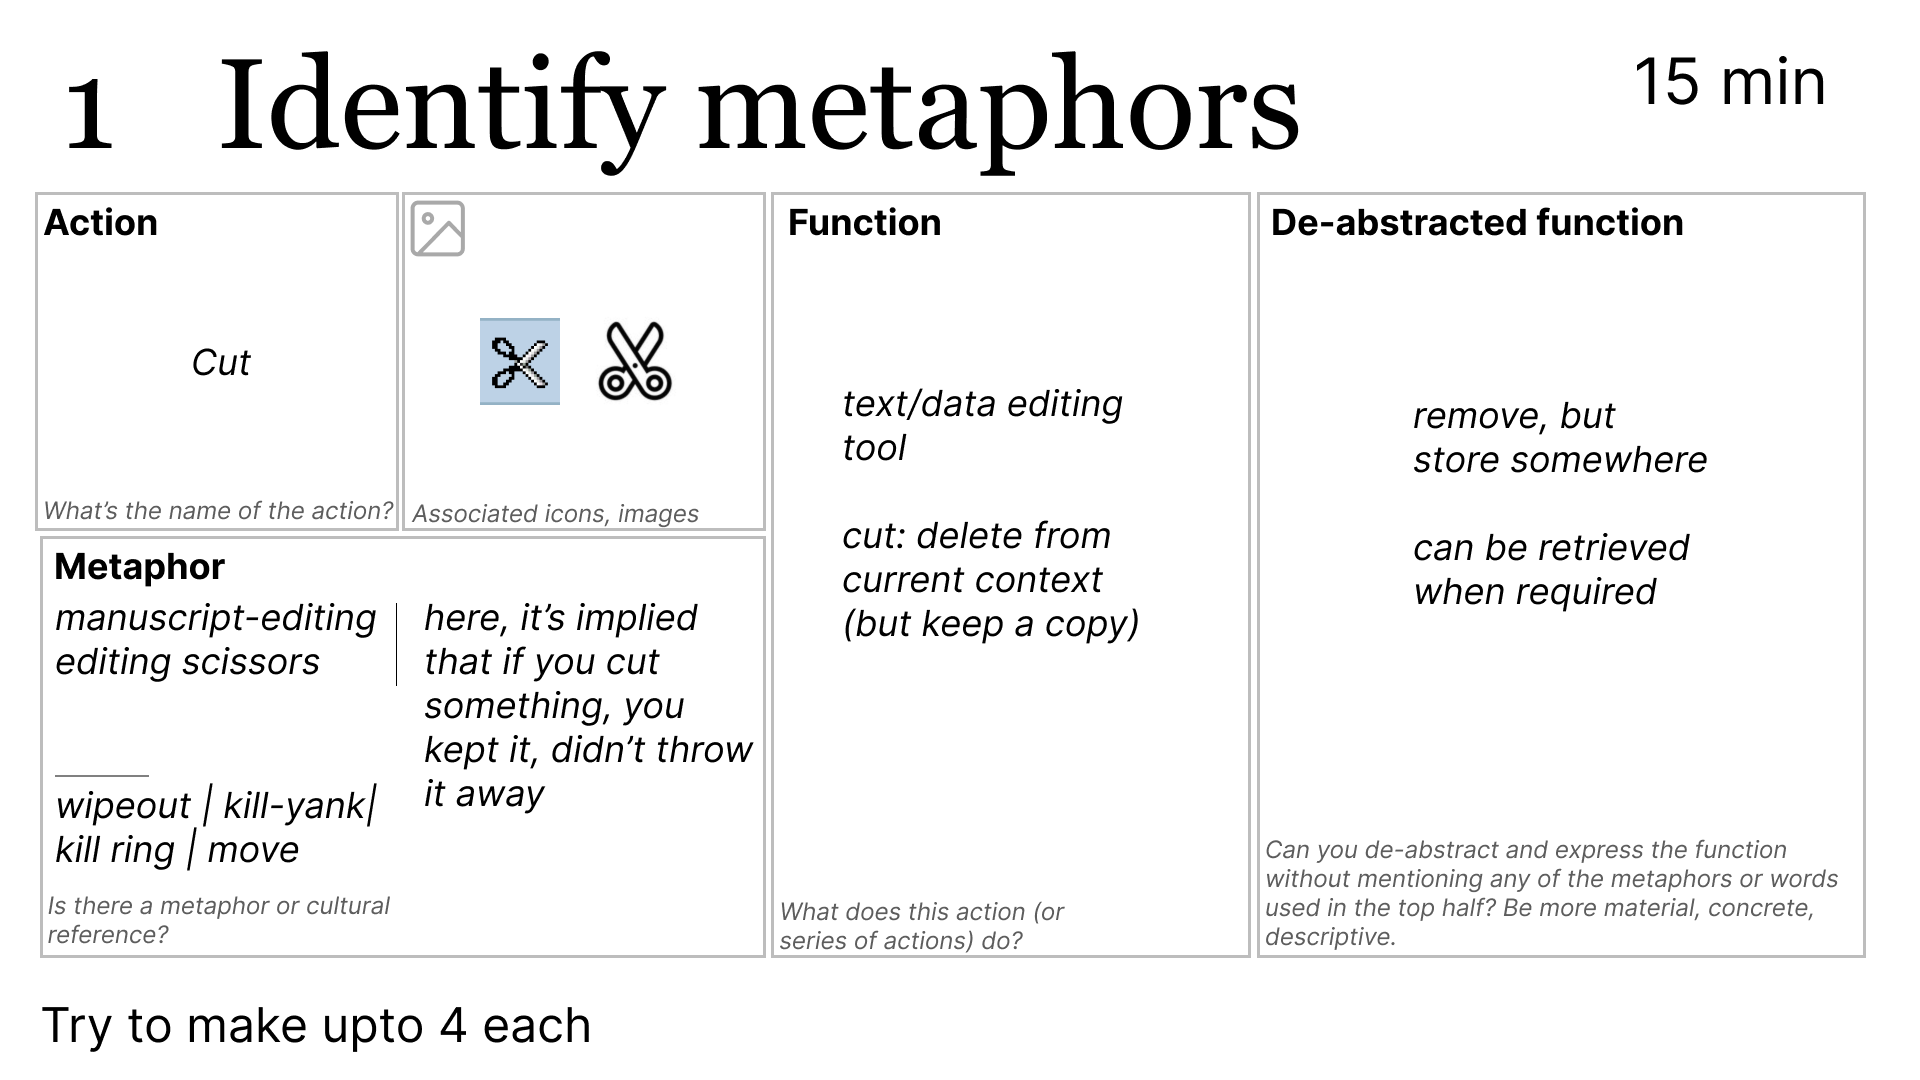 1 Identify metaphors
15 min
Action
Cut
What’s the name of the action?
Associated icons, images
Metaphor
manuscript-editing
editing scissors
wipeout | kill-yank|
kill ring | move
here, it’s implied
that if you cut
something, you
kept it, didn’t throw
it away
Is there a metaphor or cultural
reference?
Function
text/data editing
tool
cut: delete from
current context
(but keep a copy)
What does this action (or
series of actions) do?
De-abstracted function
remove, but
store somewhere
can be retrieved
when required
Can you de-abstract and express the function
without mentioning any of the metaphors or words
used in the top half? Be more material, concrete,
descriptive.
Try to make upto 4 each